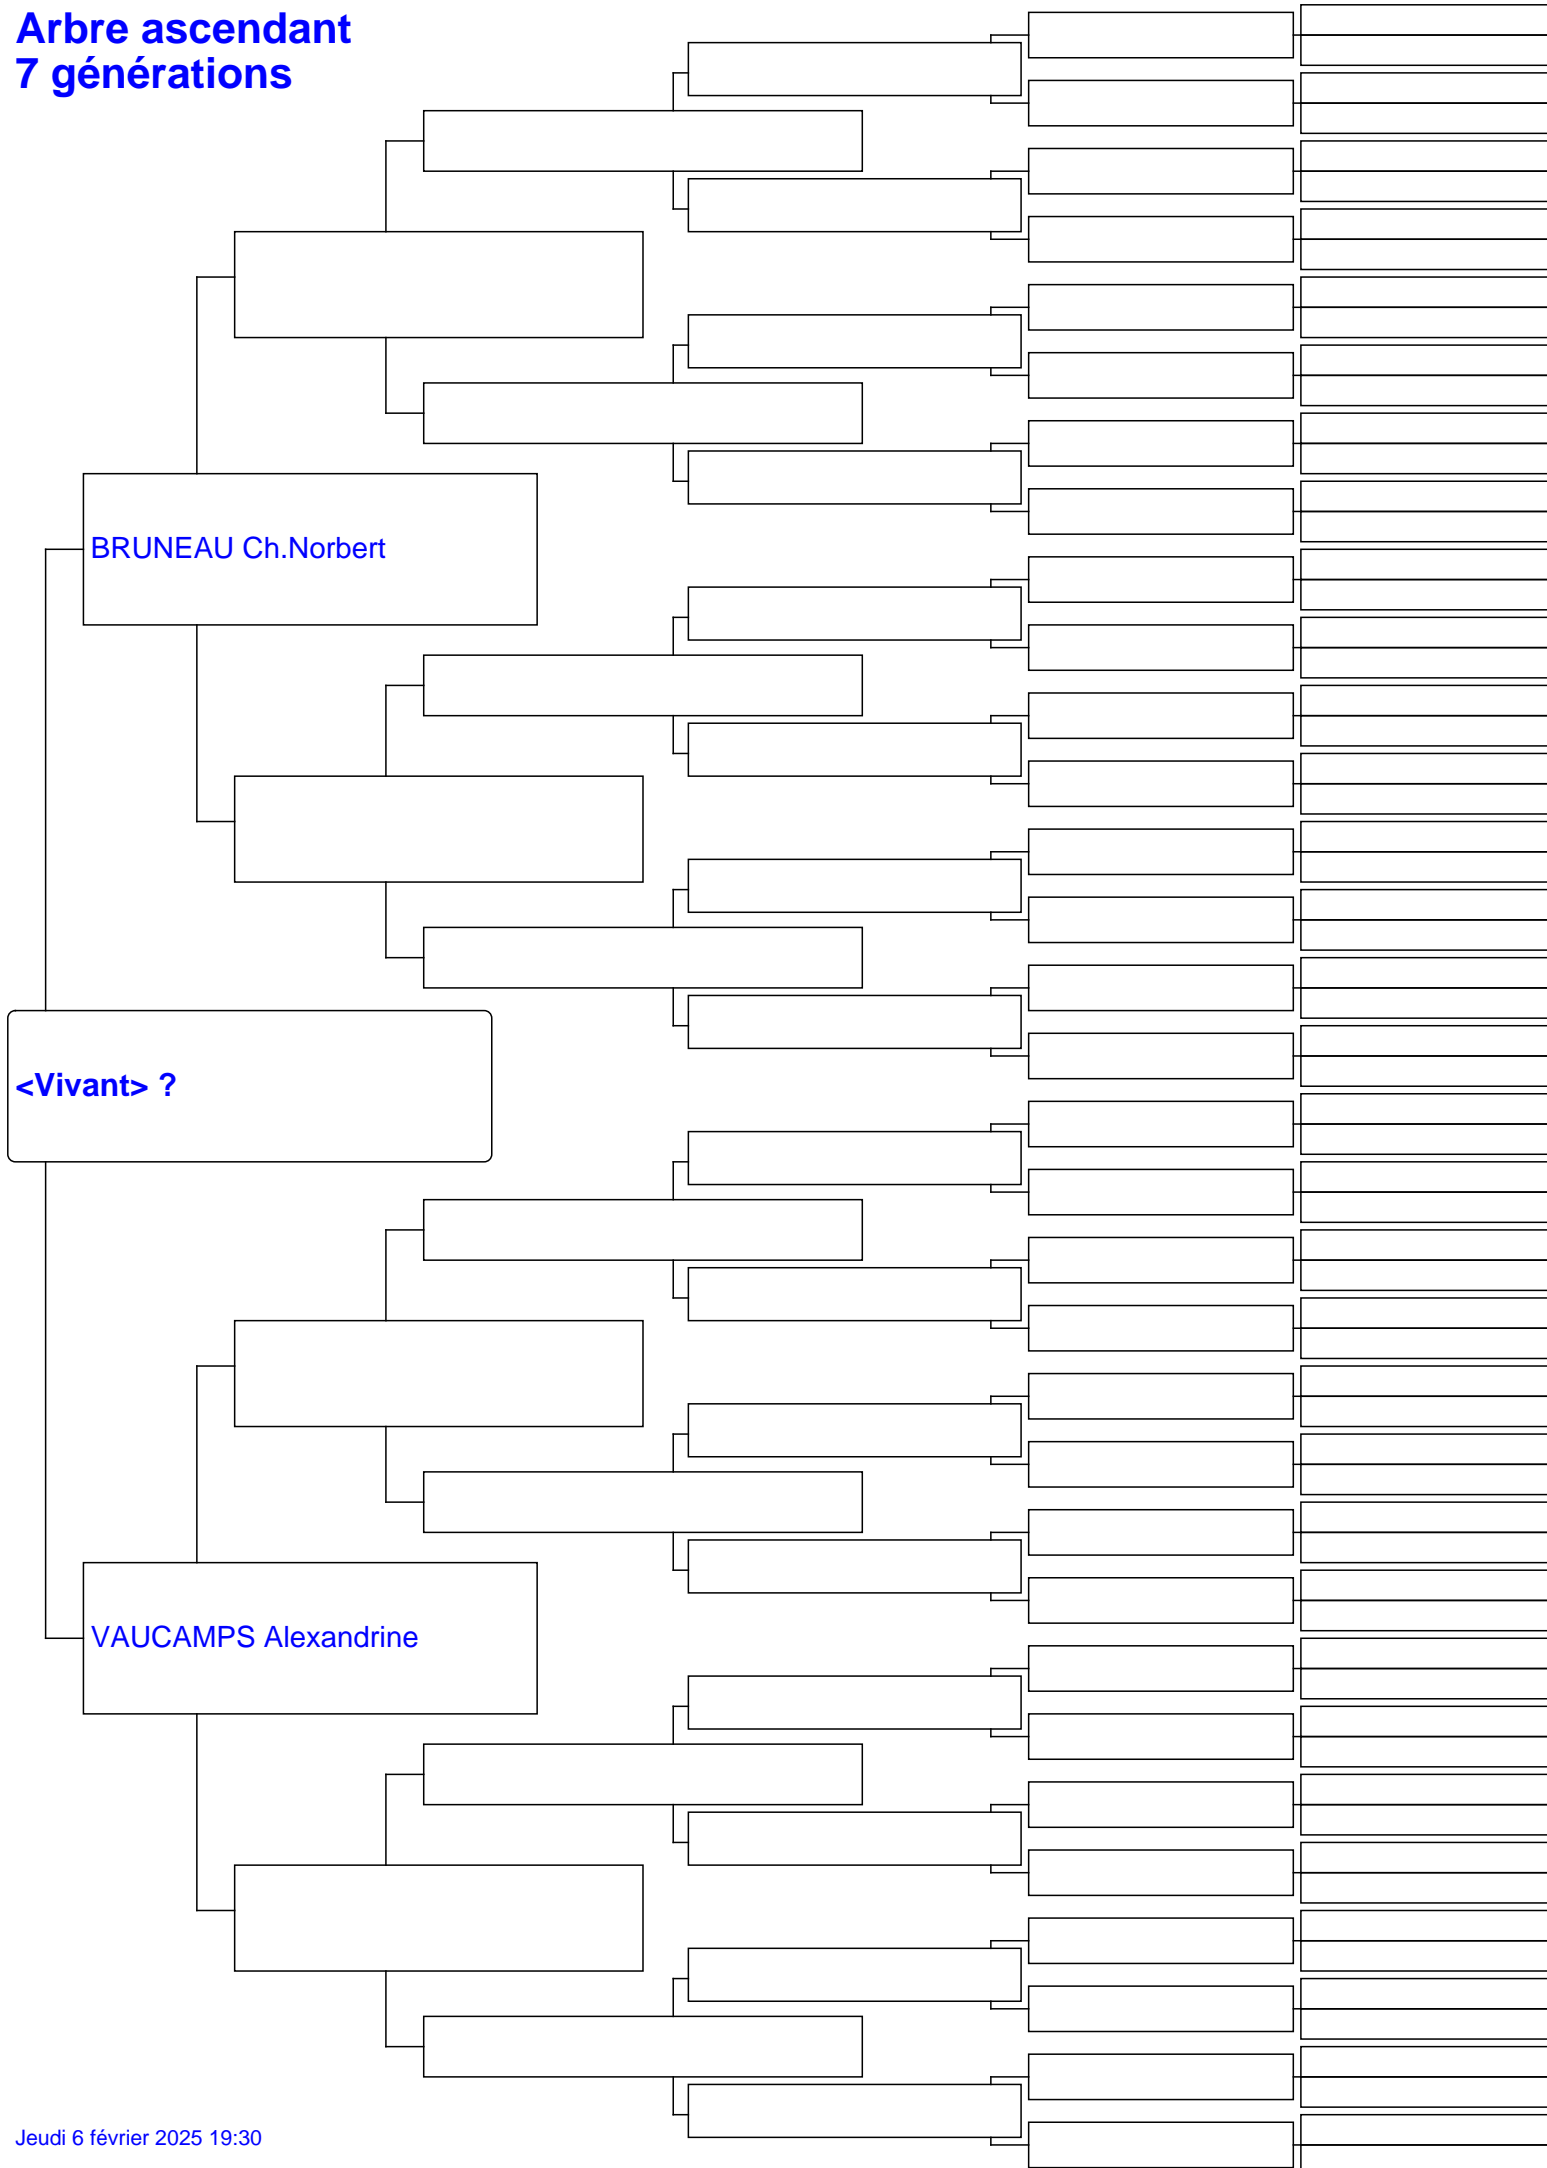 Arbre ascendant
7 générations
BRUNEAU Ch.Norbert
<Vivant> ?
VAUCAMPS Alexandrine
Jeudi 6 février 2025 19:30